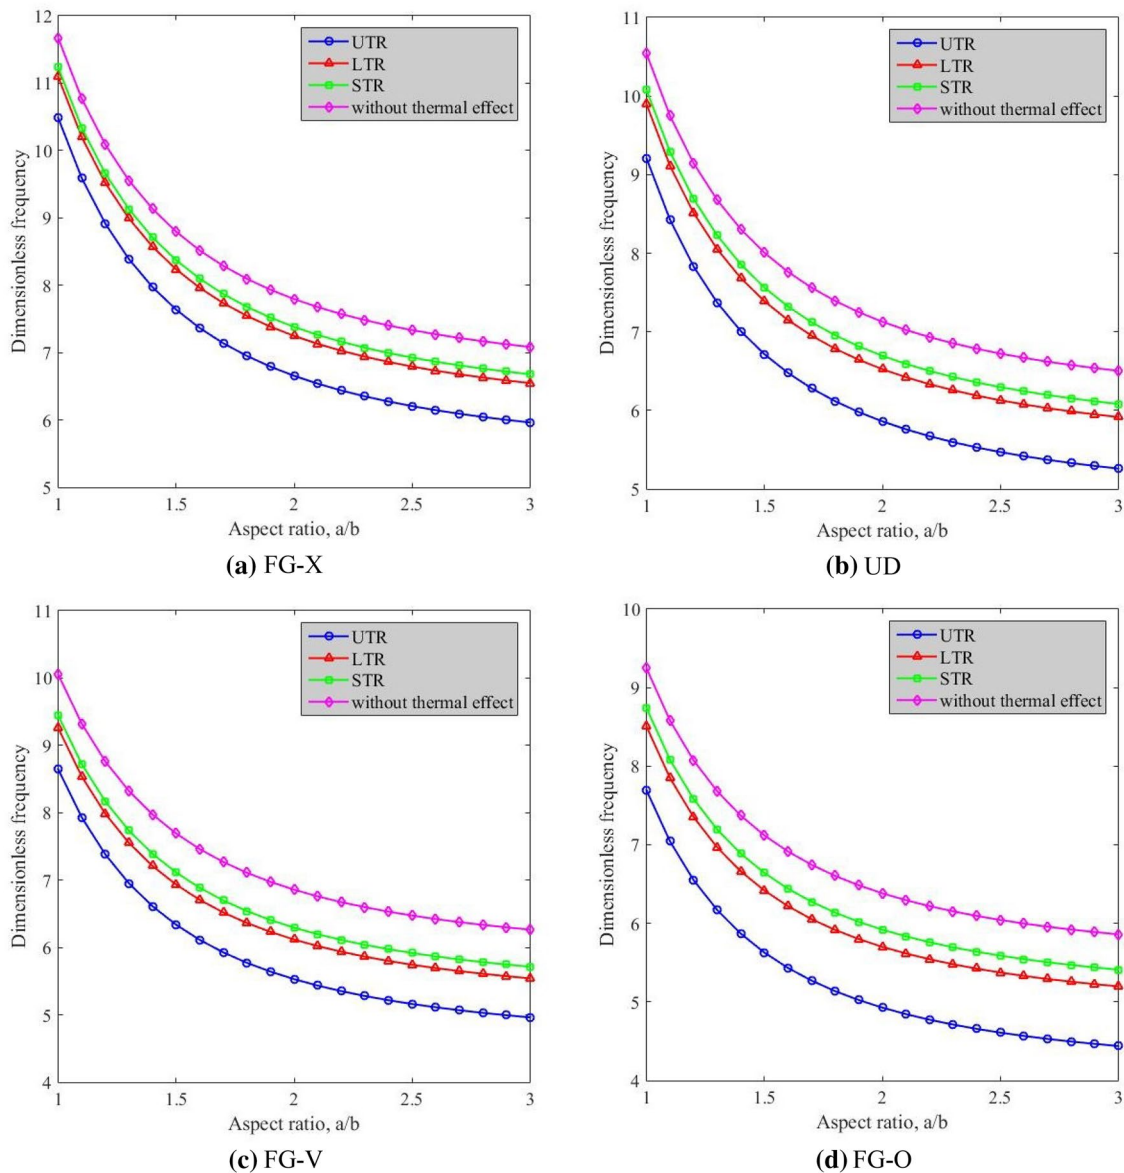 12
11
10
9
8
7
6
5
1
1.5
2
2.5
3
Dimensionless frequency
Aspect ratio, a/b
UTR
LTR
STR
without thermal effect
(a) FG-X
11
10
9
8
7
6
5
1
1.5
2
2.5
3
Dimensionless frequency
Aspect ratio, a/b
UTR
LTR
STR
without thermal effect
(b) UD
11
10
9
8
7
6
5
4
1
1.5
2
2.5
3
Dimensionless frequency
Aspect ratio, a/b
UTR
LTR
STR
without thermal effect
(c) FG-V
10
9
8
7
6
5
4
1
1.5
2
2.5
3
Dimensionless frequency
Aspect ratio, a/b
UTR
LTR
STR
without thermal effect
(d) FG-O